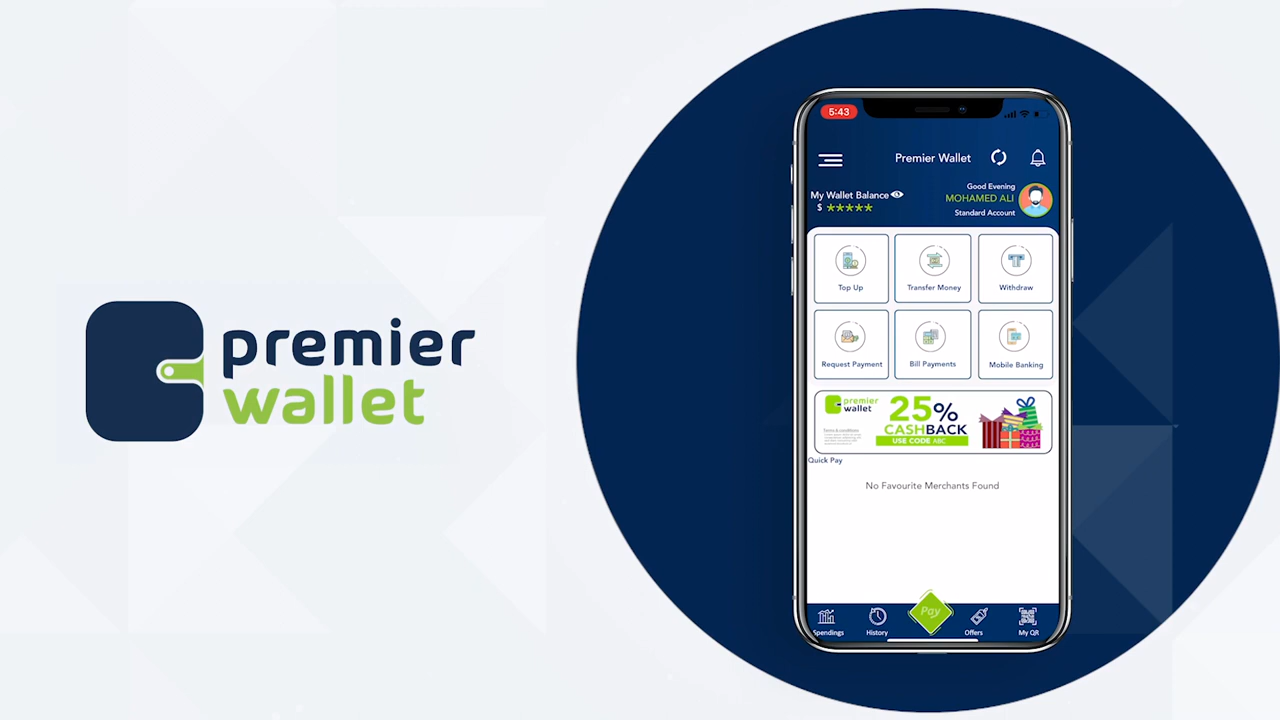 premier
wallet
5:43
Premier Wallet
My Wallet Balance
$ *****
Good Evening
MOHAMED ALI
Standard Account
Top Up
Transfer Money
Withdraw
Request Payment
Bill Payments
Mobile Banking
premier
wallet
Terms & conditions
25%
CASHBACK
USE CODE ABC
Quick Pay
No Favourite Merchants Found
Spendings
History
Pay
Offers
My QR